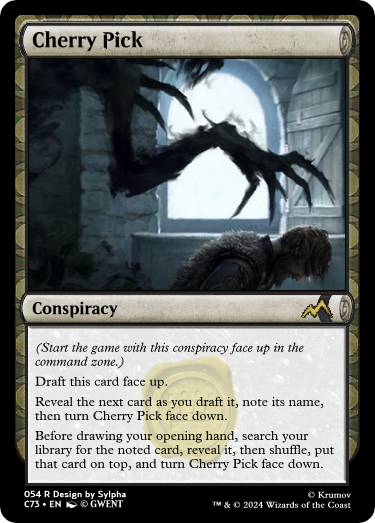 Cherry Pick
Conspiracy
(Start the game with this conspiracy face up in the
command zone.)
Draft this card face up.
Reveal the next card as you draft it, note its name,
then turn Cherry Pick face down.
Before drawing your opening hand, search your
library for the noted card, reveal it, then shuffle, put
that card on top, and turn Cherry Pick face down.
054 R Design by Sylpha
C73 • EN © GWENT
© Krumov
™ & © 2024 Wizards of the Coast